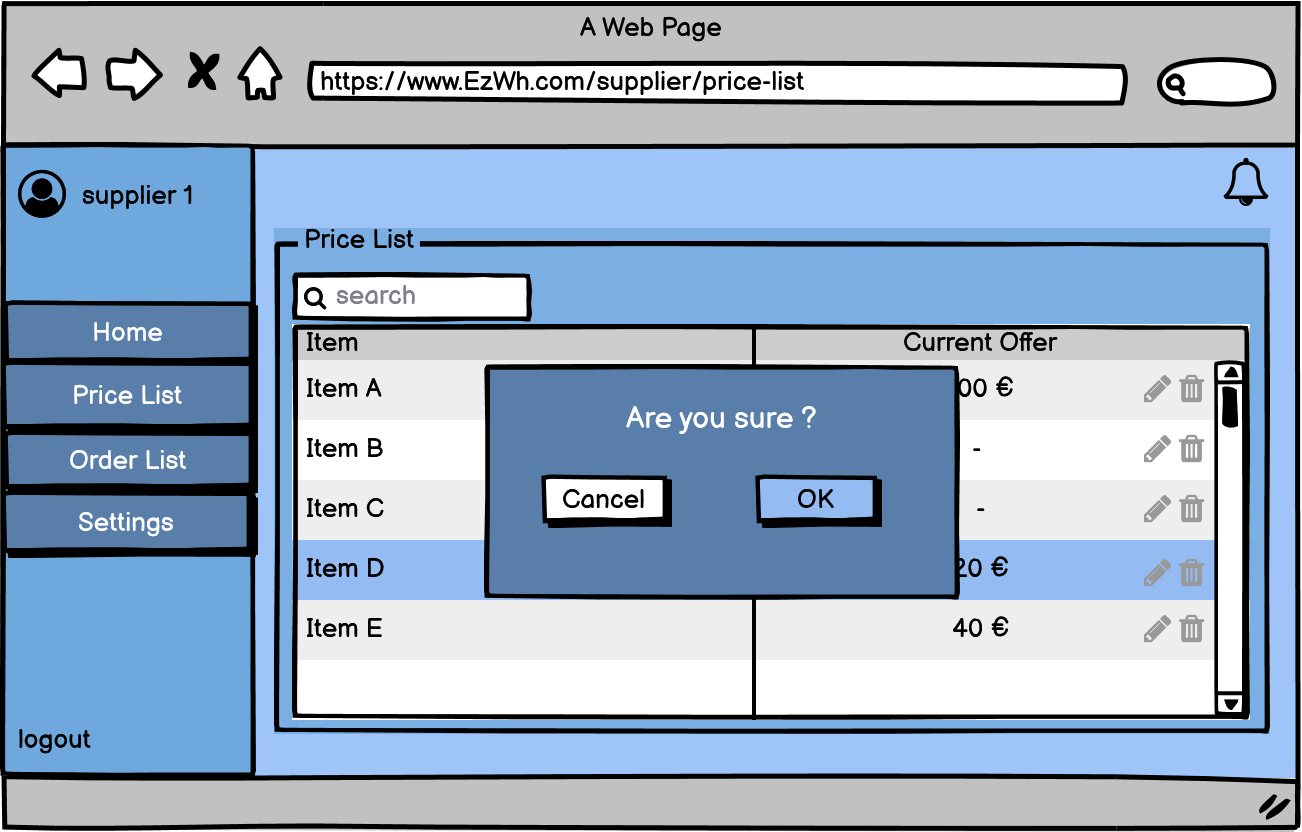 A Web Page
https://www.EzWh.com/supplier/price-list
supplier 1
Home
Price List
Order List
Settings
logout
Price List
search
Item Current Offer
Item A 00 €
Item B -
Item C -
Item D 20 €
Item E 40 €
Are you sure ?
Cancel OK